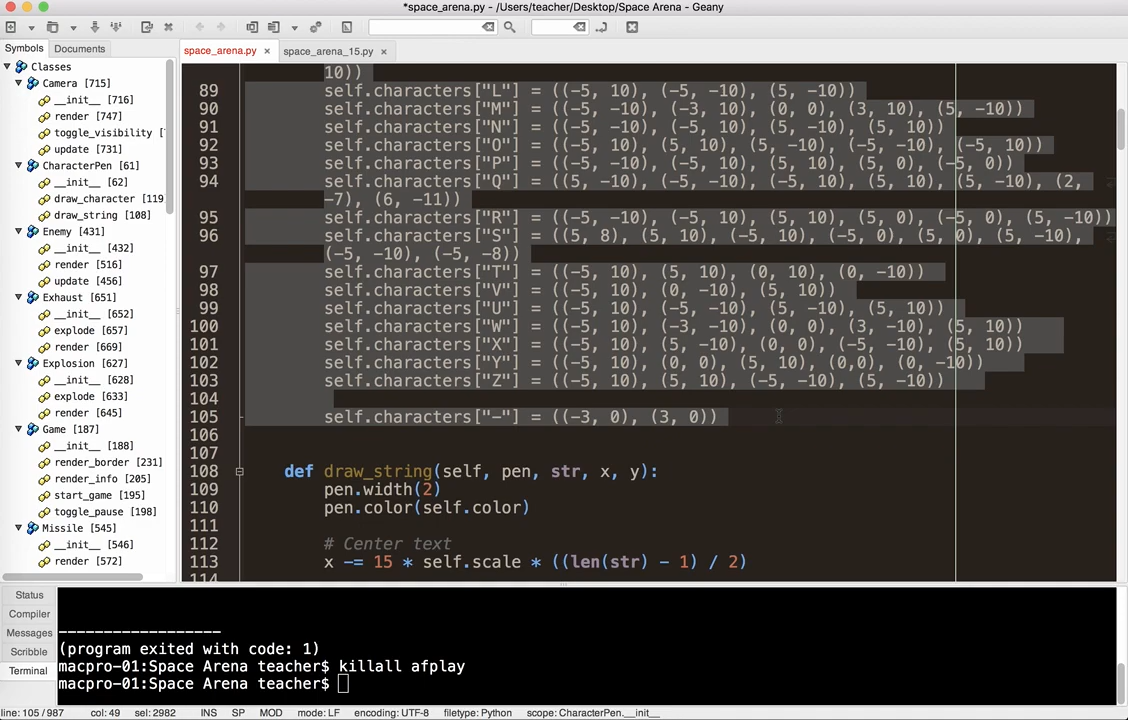 *space_arena.py - /Users/teacher/Desktop/Space Arena - Geany
Symbols Documents
space_arena.py × space_arena_15.py ×
Classes
Camera [715]
__init__ [716]
render [747]
toggle_visibility [
update [731]
CharacterPen [61]
__init__ [62]
draw_character [119
draw_string [108]
Enemy [431]
__init__ [432]
render [516]
update [456]
Exhaust [651]
__init__ [652]
explode [657]
render [669]
Explosion [627]
__init__ [628]
explode [633]
render [645]
Game [187]
__init__ [188]
render_border [231]
render_info [205]
start_game [195]
toggle_pause [198]
Missile [545]
__init__ [546]
render [572]
10))
89 self.characters["L"] = ((-5, 10), (-5, -10), (5, -10))
90 self.characters["M"] = ((-5, -10), (-3, 10), (0, 0), (3, 10), (5, -10))
91 self.characters["N"] = ((-5, -10), (-5, 10), (5, -10), (5, 10))
92 self.characters["O"] = ((-5, 10), (5, 10), (5, -10), (-5, -10), (-5, 10))
93 self.characters["P"] = ((-5, -10), (-5, 10), (5, 10), (5, 0), (-5, 0))
94 self.characters["Q"] = ((5, -10), (-5, -10), (-5, 10), (5, 10), (5, -10), (2,
-7), (6, -11))
95 self.characters["R"] = ((-5, -10), (-5, 10), (5, 10), (5, 0), (-5, 0), (5, -10))
96 self.characters["S"] = ((5, 8), (5, 10), (-5, 10), (-5, 0), (5, 0), (5, -10),
(-5, -10), (-5, -8))
97 self.characters["T"] = ((-5, 10), (5, 10), (0, 10), (0, -10))
98 self.characters["V"] = ((-5, 10), (0, -10), (5, 10))
99 self.characters["U"] = ((-5, 10), (-5, -10), (5, -10), (5, 10))
100 self.characters["W"] = ((-5, 10), (-3, -10), (0, 0), (3, -10), (5, 10))
101 self.characters["X"] = ((-5, 10), (5, -10), (0, 0), (-5, -10), (5, 10))
102 self.characters["Y"] = ((-5, 10), (0, 0), (5, 10), (0,0), (0, -10))
103 self.characters["Z"] = ((-5, 10), (5, 10), (-5, -10), (5, -10))
104
105 self.characters["-"] = ((-3, 0), (3, 0))
106
107
108 def draw_string(self, pen, str, x, y):
109 pen.width(2)
110 pen.color(self.color)
111
112 # Center text
113 x -= 15 * self.scale * ((len(str) - 1) / 2)
114
Status
Compiler
Messages
Scribble
Terminal
------------------
(program exited with code: 1)
macpro-01:Space Arena teacher$ killall afplay
macpro-01:Space Arena teacher$
line: 105 / 987 col: 49 sel: 2982 INS SP MOD mode: LF encoding: UTF-8 filetype: Python scope: CharacterPen.__init__